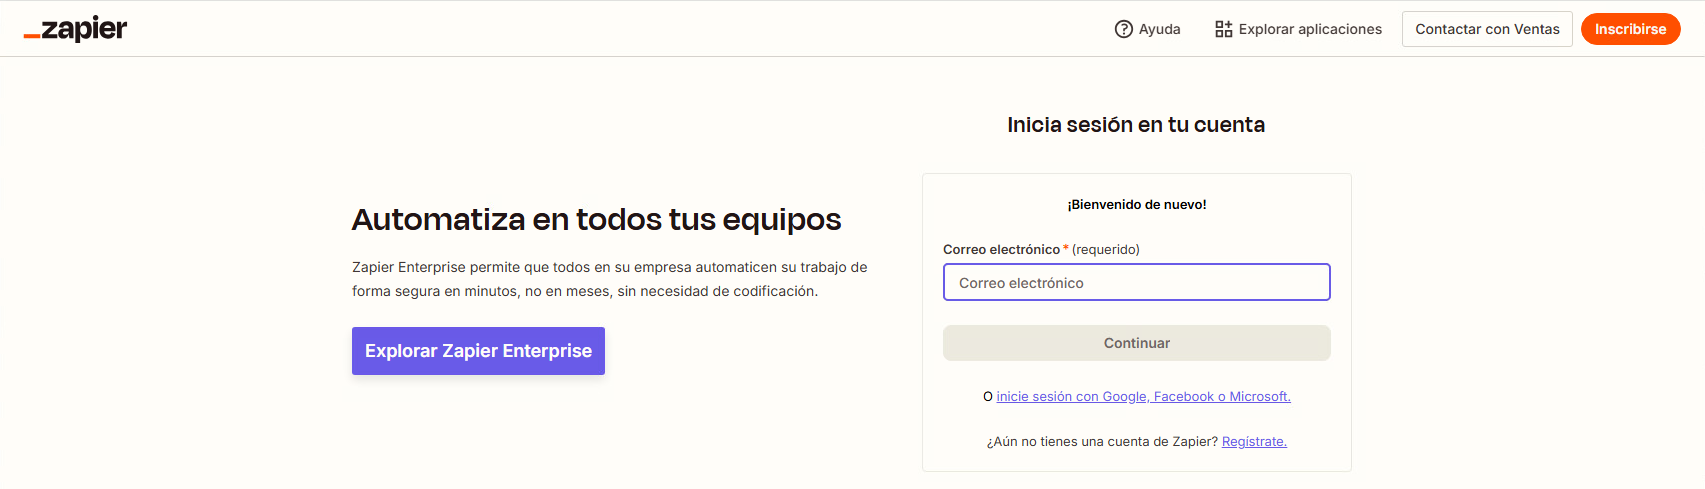 zapier
Ayuda
Explorar aplicaciones
Contactar con Ventas
Inscribirse
Automatiza en todos tus equipos
Zapier Enterprise permite que todos en su empresa automaticen su trabajo de
forma segura en minutos, no en meses, sin necesidad de codificación.
Explorar Zapier Enterprise
Inicia sesión en tu cuenta
¡Bienvenido de nuevo!
Correo electrónico * (requerido)
Correo electrónico
Continuar
O inicie sesión con Google, Facebook o Microsoft.
¿Aún no tienes una cuenta de Zapier? Regístrate.